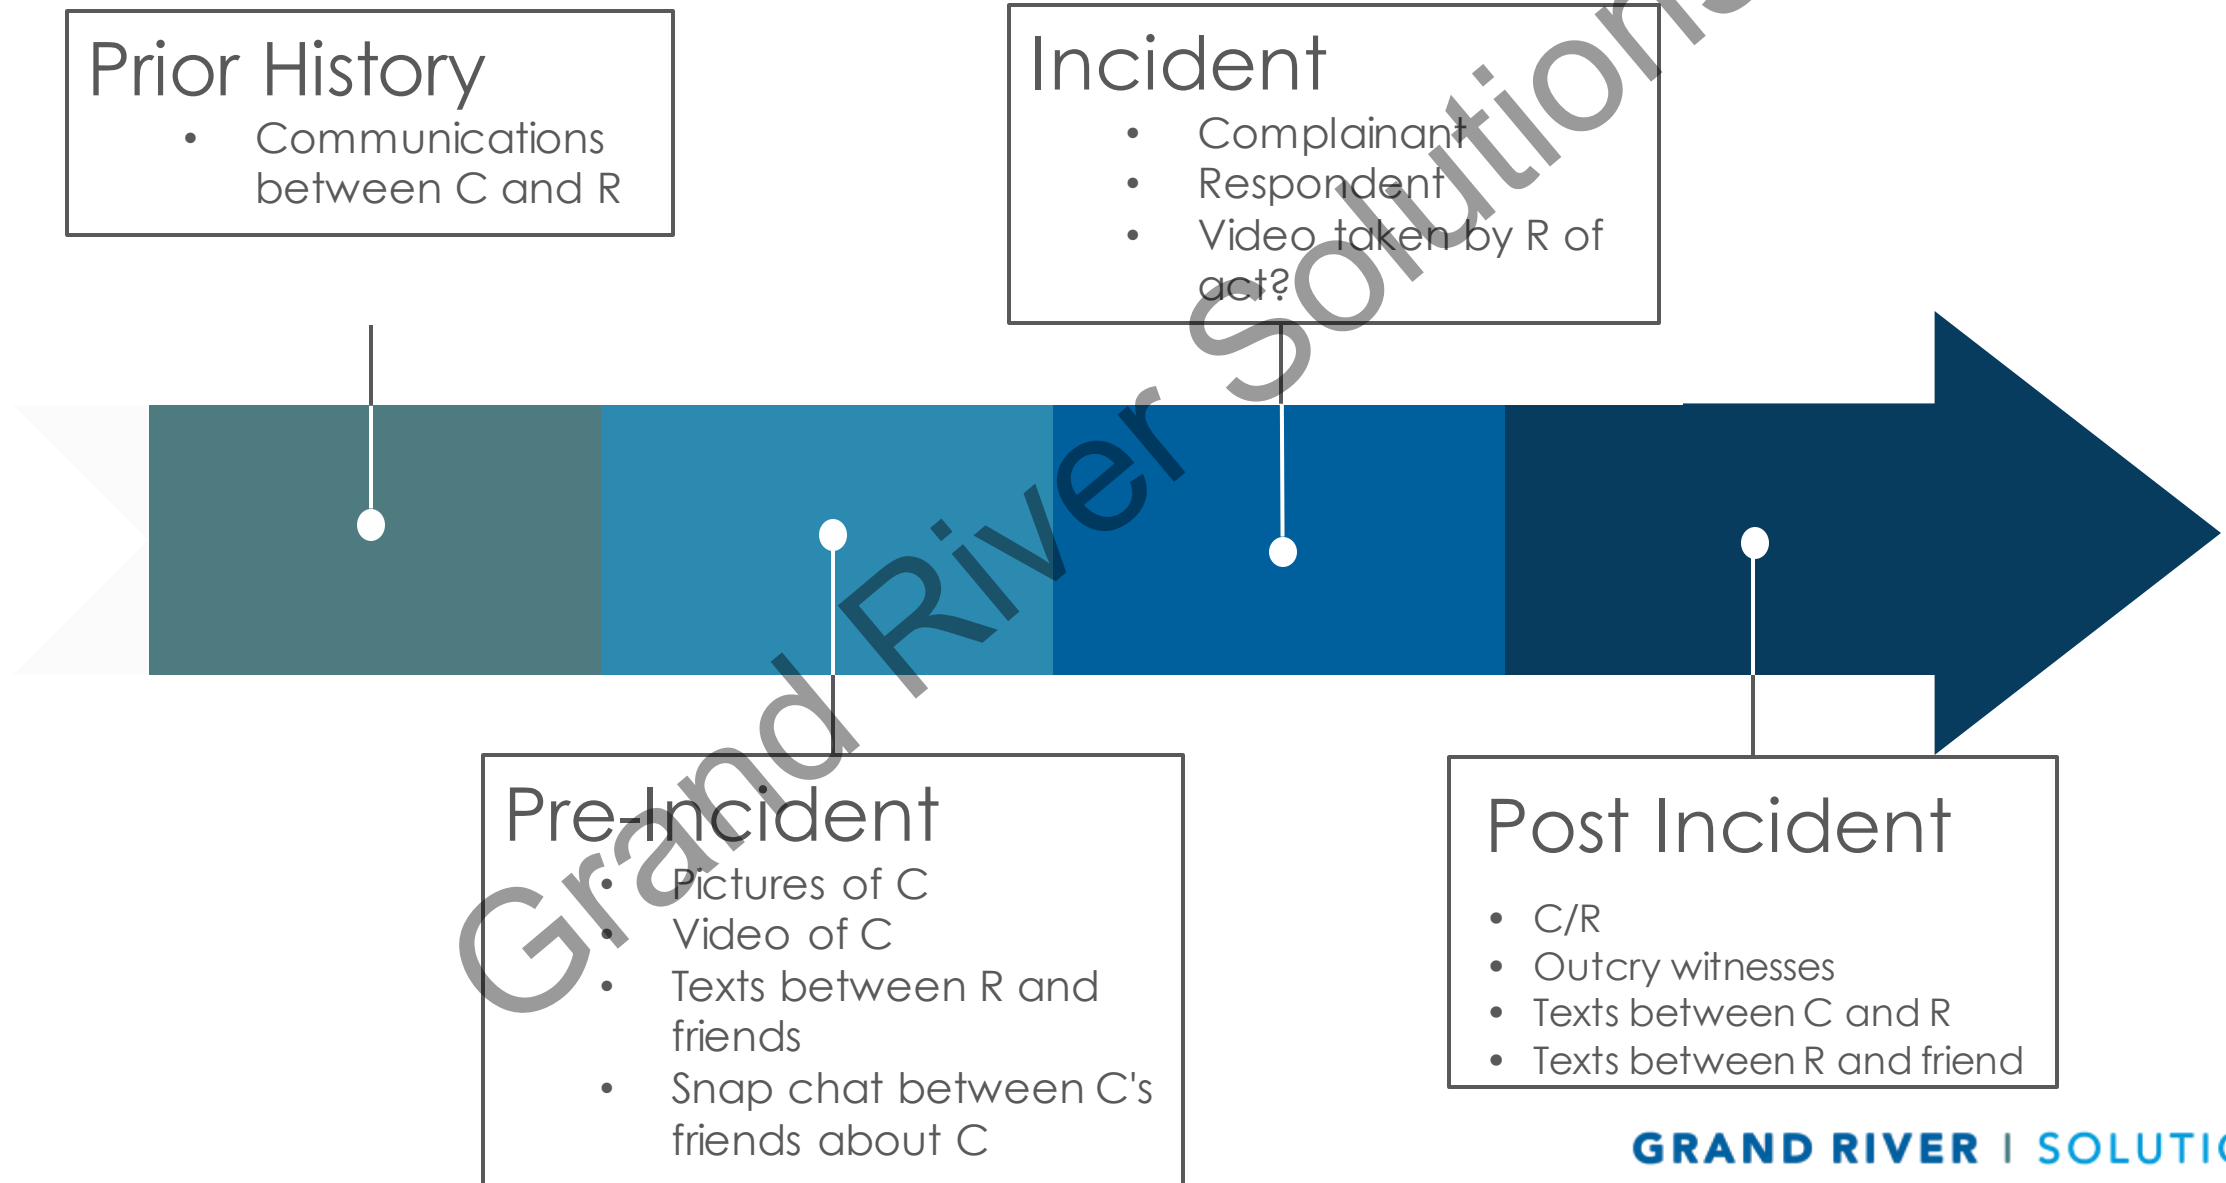 Prior History
• Communications
between C and R
Incident
• Complainant
• Respondent
• Video taken by R of
act?
Pre-Incident
• Pictures of C
• Video of C
• Texts between R and
friends
• Snap chat between C's
friends about C
Post Incident
• C/R
• Outcry witnesses
• Texts between C and R
• Texts between R and friend
Grand River Solution
GRAND RIVER | SOLUTI